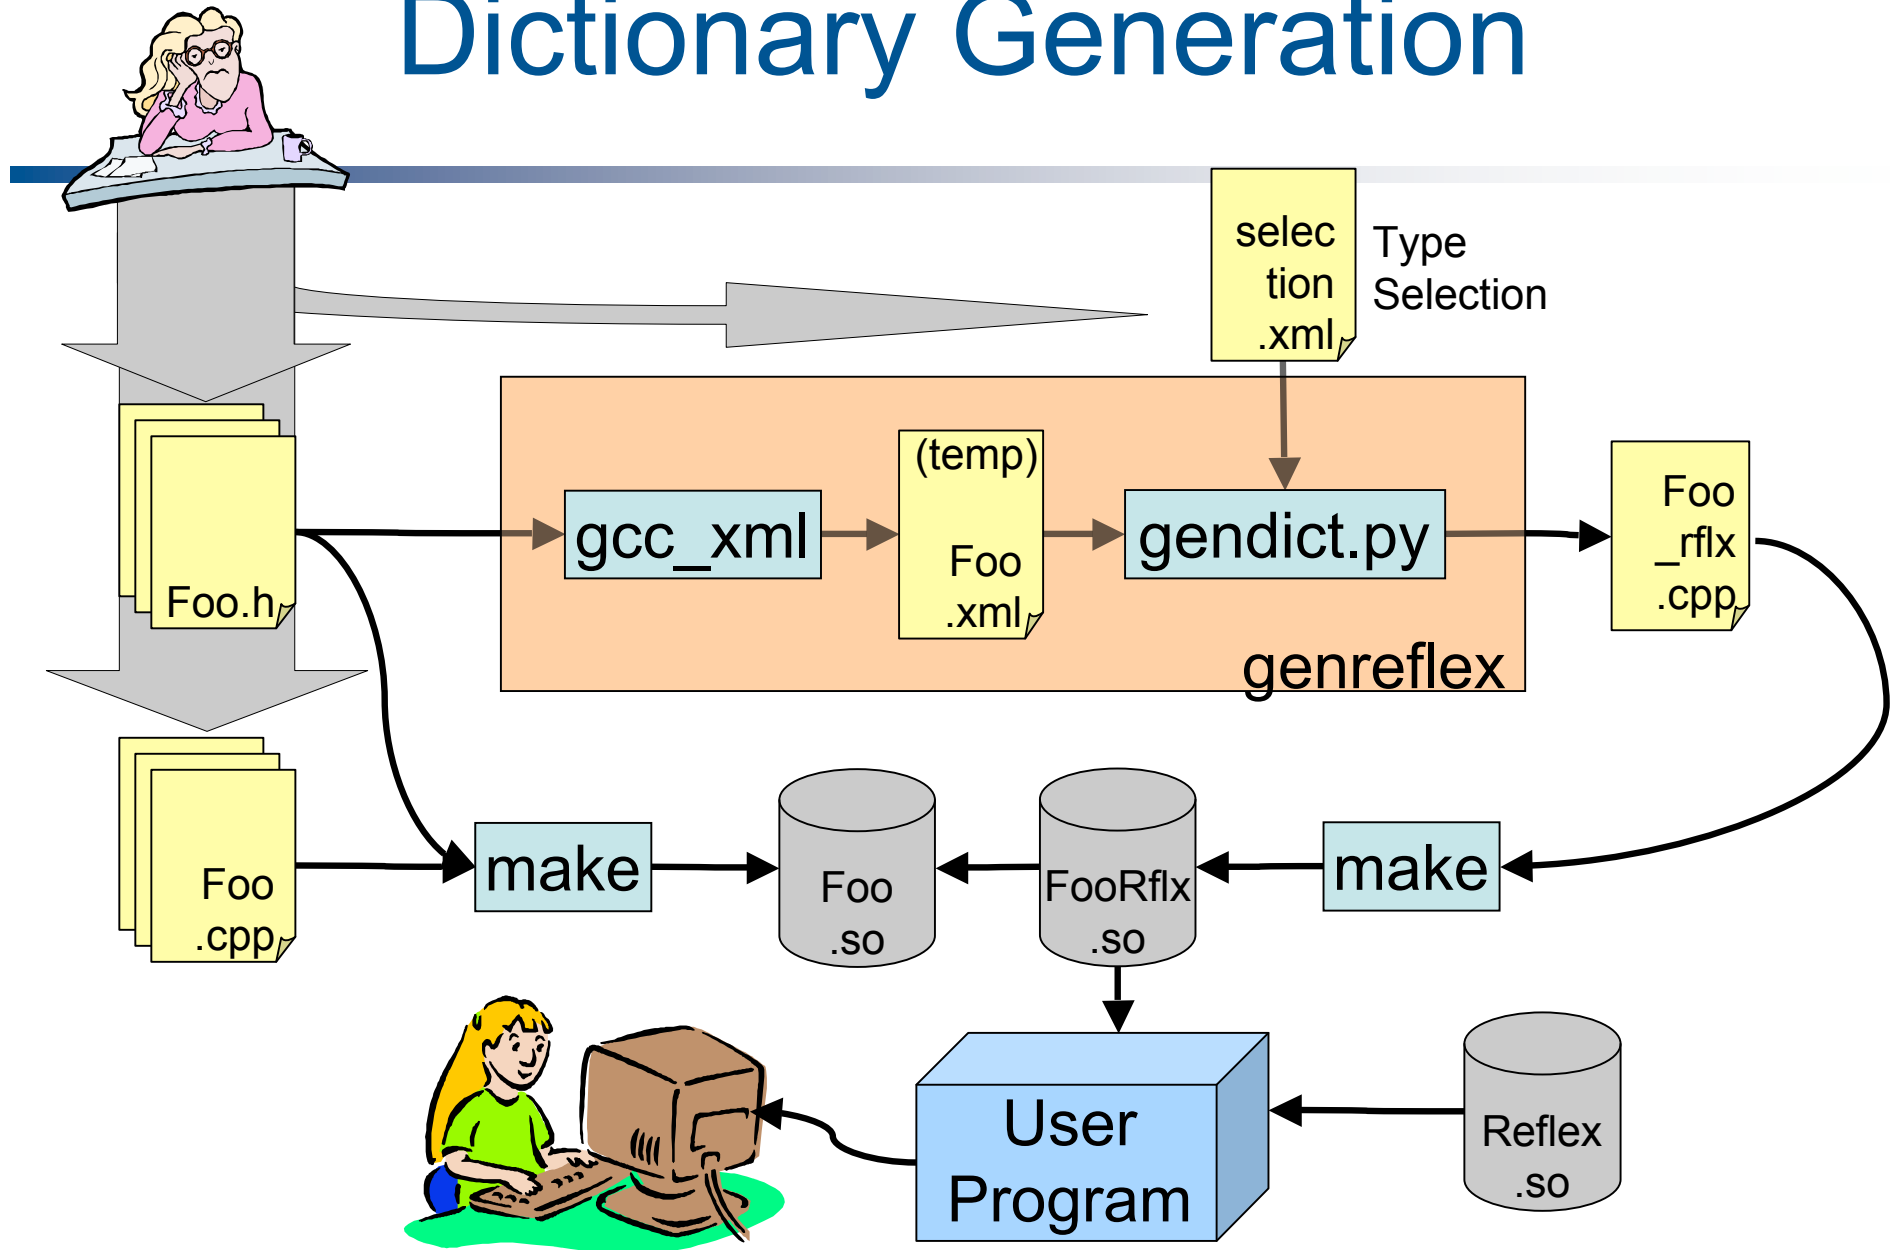 Dictionary Generation
selec
tion
.xml
Type
Selection
Foo.h
gcc_xml
(temp)
Foo
.xml
gendict.py
genreflex
Foo
_rflx
.cpp
Foo
.cpp
make
Foo
.so
FooRflx
.so
make
User
Program
Reflex
.so